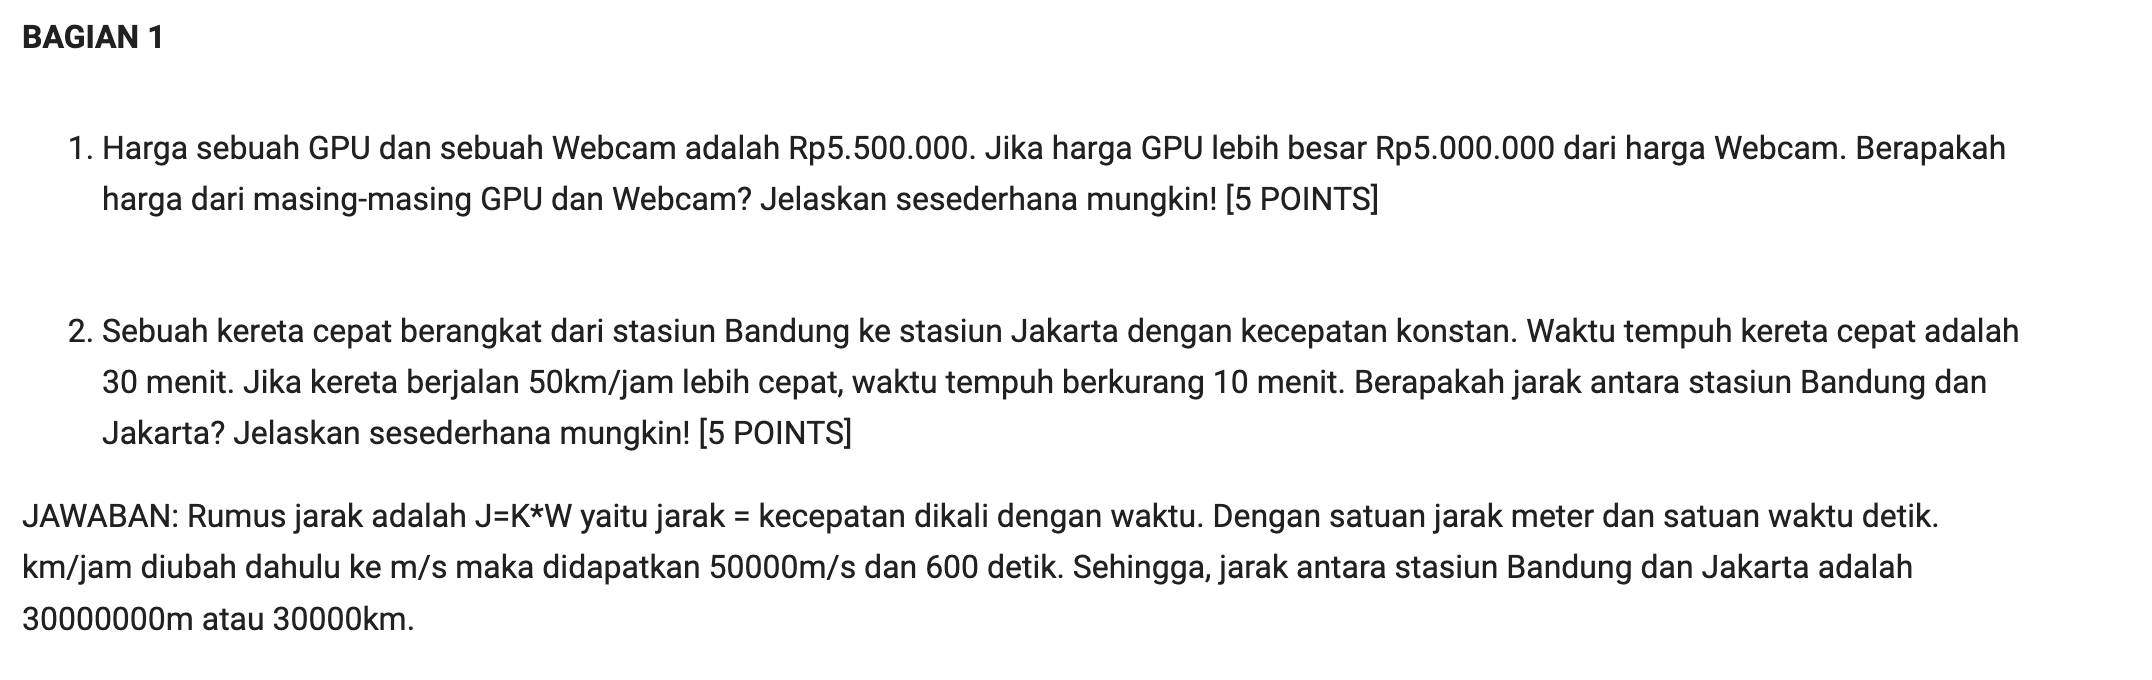 BAGIAN 1
1. Harga sebuah GPU dan sebuah Webcam adalah Rp5.500.000. Jika harga GPU lebih besar Rp5.000.000 dari harga Webcam. Berapakah
harga dari masing-masing GPU dan Webcam? Jelaskan sesederhana mungkin! [5 POINTS]
2. Sebuah kereta cepat berangkat dari stasiun Bandung ke stasiun Jakarta dengan kecepatan konstan. Waktu tempuh kereta cepat adalah
30 menit. Jika kereta berjalan 50km/jam lebih cepat, waktu tempuh berkurang 10 menit. Berapakah jarak antara stasiun Bandung dan
Jakarta? Jelaskan sesederhana mungkin! [5 POINTS]
JAWABAN: Rumus jarak adalah J=K*W yaitu jarak = kecepatan dikali dengan waktu. Dengan satuan jarak meter dan satuan waktu detik.
km/jam diubah dahulu ke m/s maka didapatkan 50000m/s dan 600 detik. Sehingga, jarak antara stasiun Bandung dan Jakarta adalah
30000000m atau 30000km.